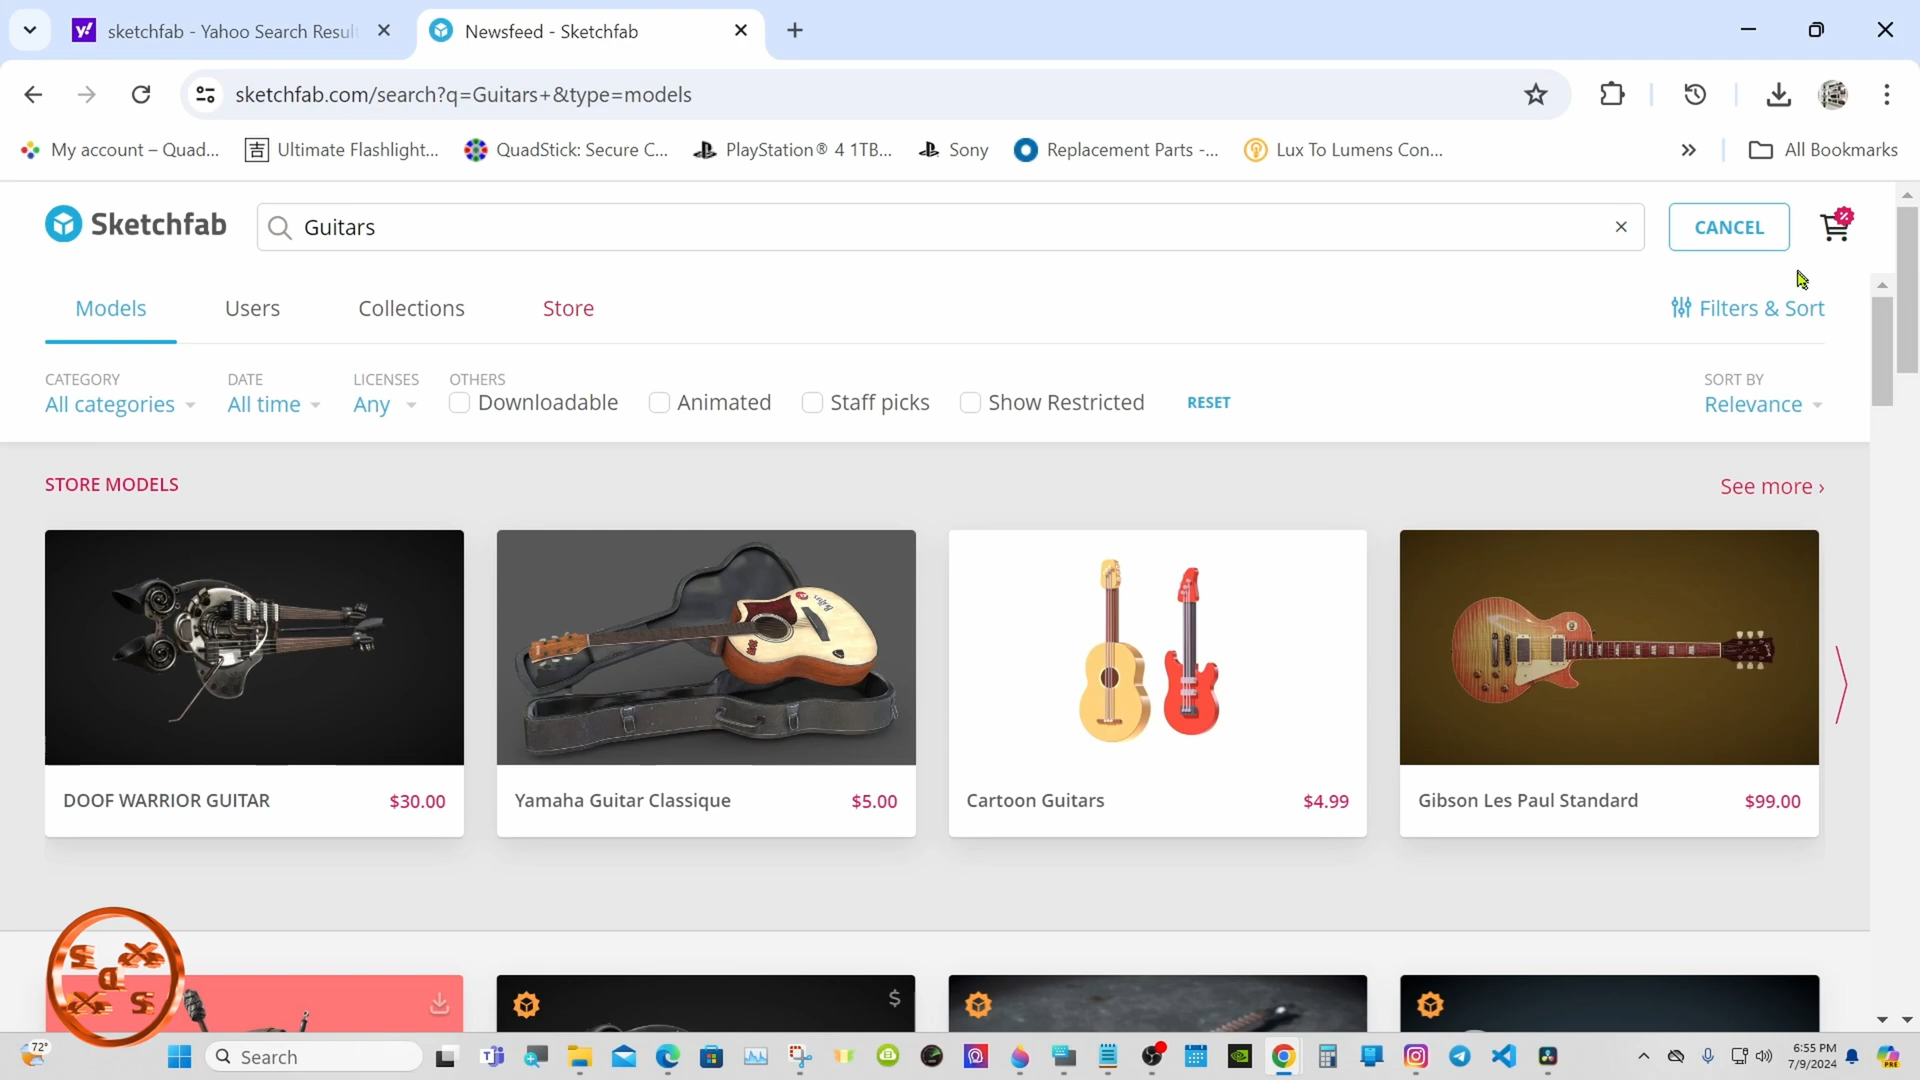 sketchfab - Yahoo Search Resul
Newsfeed - Sketchfab
sketchfab.com/search?q=Guitars+&type=models
My account – Quad...
吉 Ultimate Flashlight...
QuadStick: Secure C...
PlayStation® 4 1TB...
Sony
Replacement Parts -...
Lux To Lumens Con...
»
All Bookmarks
Sketchfab
Guitars
CANCEL
Models Users Collections Store
Filters & Sort
CATEGORY DATE LICENSES OTHERS SORT BY
All categories All time Any Downloadable Animated Staff picks Show Restricted RESET Relevance
STORE MODELS See more ›
DOOF WARRIOR GUITAR $30.00
Yamaha Guitar Classique $5.00
Cartoon Guitars $4.99
Gibson Les Paul Standard $99.00
$
72°
Search
6:55 PM
7/9/2024
PRE